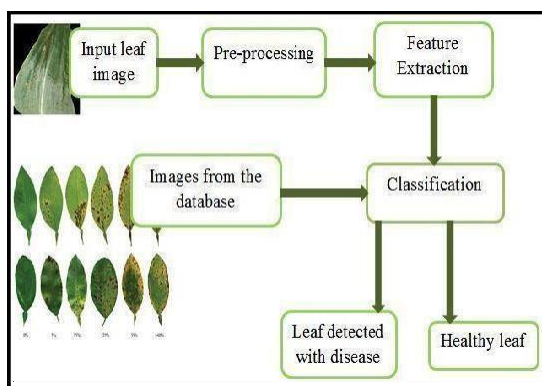 Input leaf
image
Pre-processing
Feature
Extraction
Images from the
database
Classification
Leaf detected
with disease
Healthy leaf